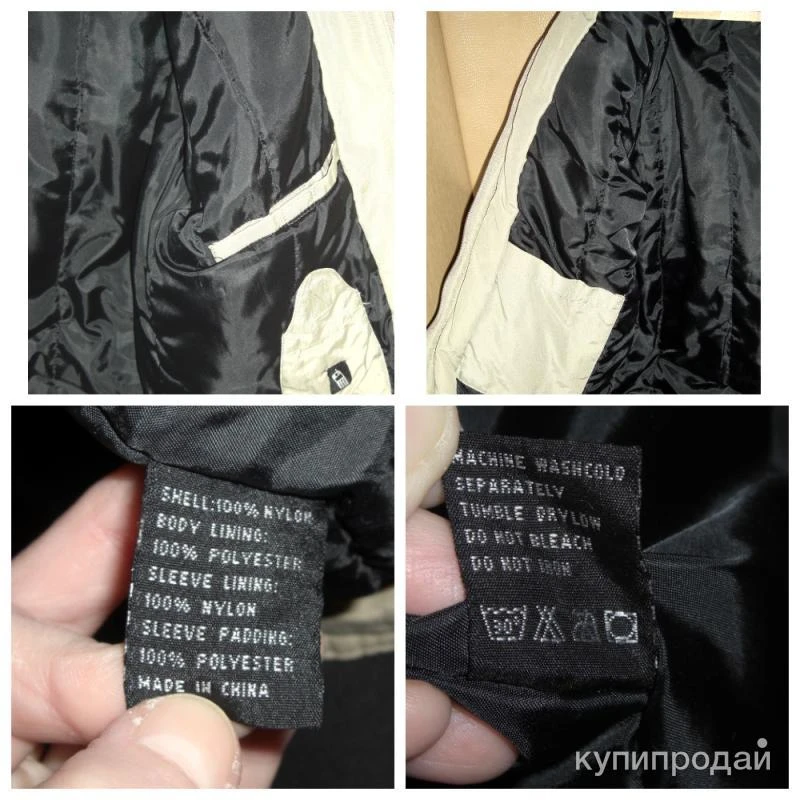 SHELL:100% NYLON
BODY LINING:
100% POLYESTER
SLEEVE LINING:
100% NYLON
SLEEVE PADDING:
100% POLYESTER
MADE IN CHINA
MACHINE WASHCOLD
SEPARATELY
TUMBLE DRYLOW
DO NOT BLEACH
DO NOT IRON
30°
купипродай